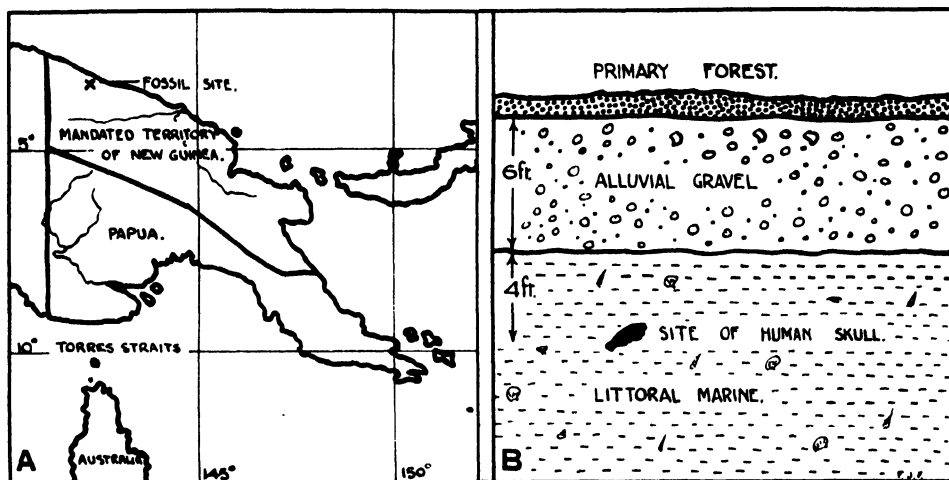 FOSSIL SITE.
MANDATED TERRITORY
OF NEW GUINEA.
5°
PAPUA.
10°
TORRES STRAITS
AUSTRALIA
145°
150°
A
PRIMARY FOREST.
6ft.
ALLUVIAL GRAVEL
4ft.
SITE OF HUMAN SKULL.
LITTORAL MARINE.
B